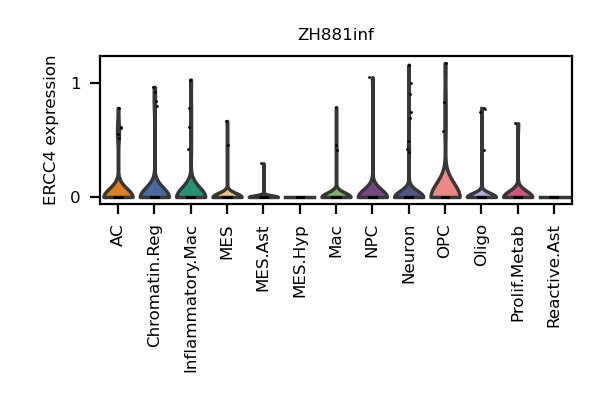 ZH881inf
ERCC4 expression
1
0
AC
Chromatin.Reg
Inflammatory.Mac
MES
MES.Ast
MES.Hyp
Mac
NPC
Neuron
OPC
Oligo
Prolif.Metab
Reactive.Ast